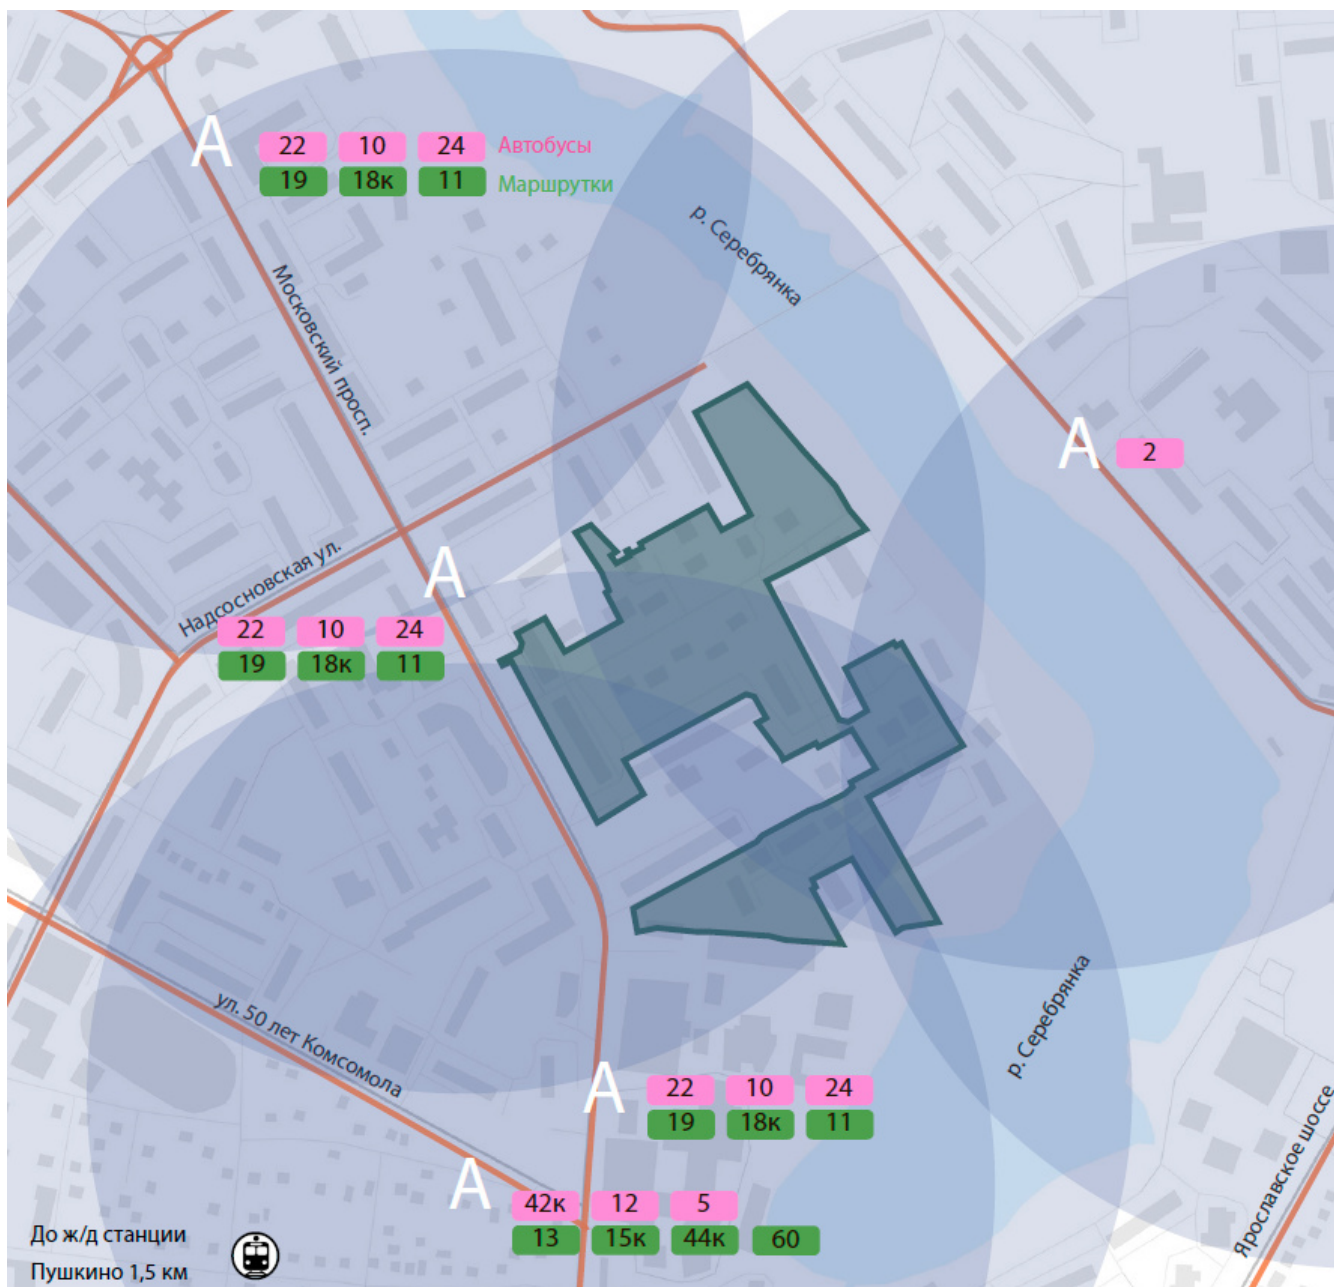 А
22 10 24 Автобусы
19 18к 11 Маршрутки
р. Серебрянка
Московский просп.
А
2
Надсосновская ул.
А
22 10 24
19 18к 11
р. Серебрянка
ул. 50 лет Комсомола
А
22 10 24
19 18к 11
Ярославское шоссе
А
42к 12 5
13 15к 44к 60
До ж/д станции
Пушкино 1,5 км